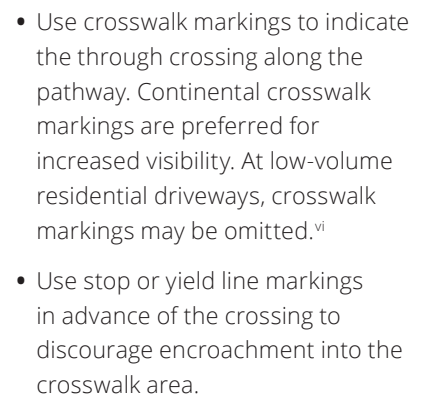 • Use crosswalk markings to indicate
the through crossing along the
pathway. Continental crosswalk
markings are preferred for
increased visibility. At low-volume
residential driveways, crosswalk
markings may be omitted.vi
• Use stop or yield line markings
in advance of the crossing to
discourage encroachment into the
crosswalk area.